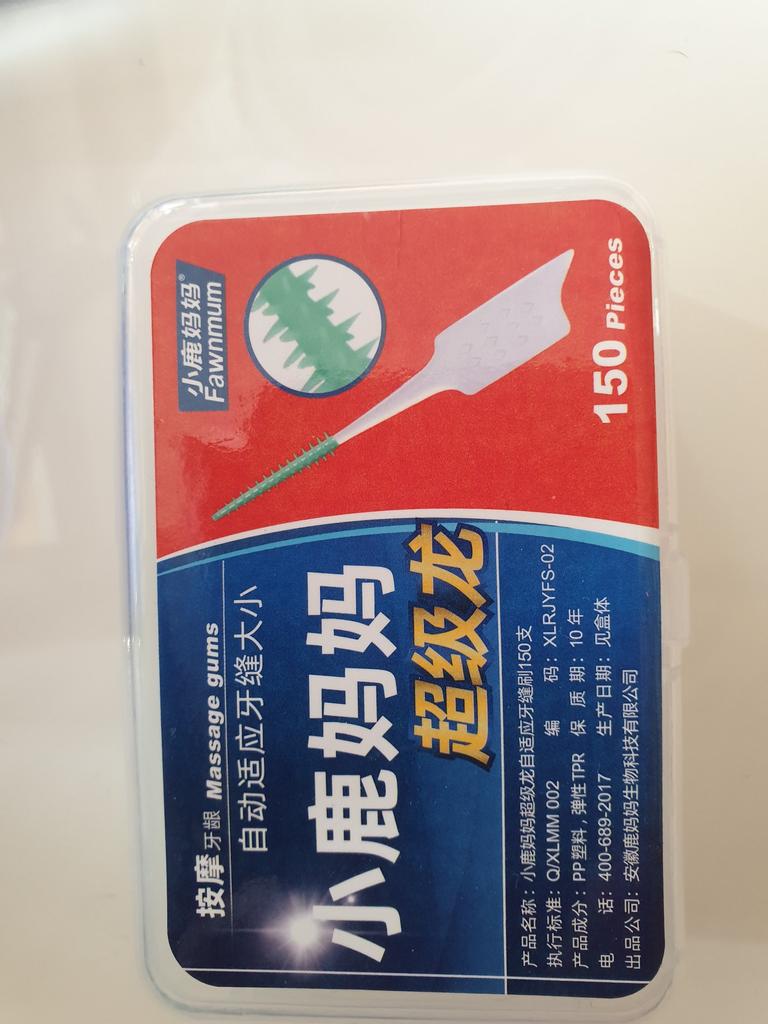 按摩牙龈 Massage gums
自动适应牙缝大小
小鹿妈妈
超级龙
产品名称：小鹿妈妈超级龙自适应牙缝刷150支
执行标准：Q/XLMM 002 编 码：XLRJYFS-02
产品成分：PP塑料，弹性TPR 保 质 期：10 年
电 话：400-689-2017 生产日期：见盒体
出品公司：安徽鹿妈妈生物科技有限公司
小鹿妈妈®
Fawnmum
150 Pieces